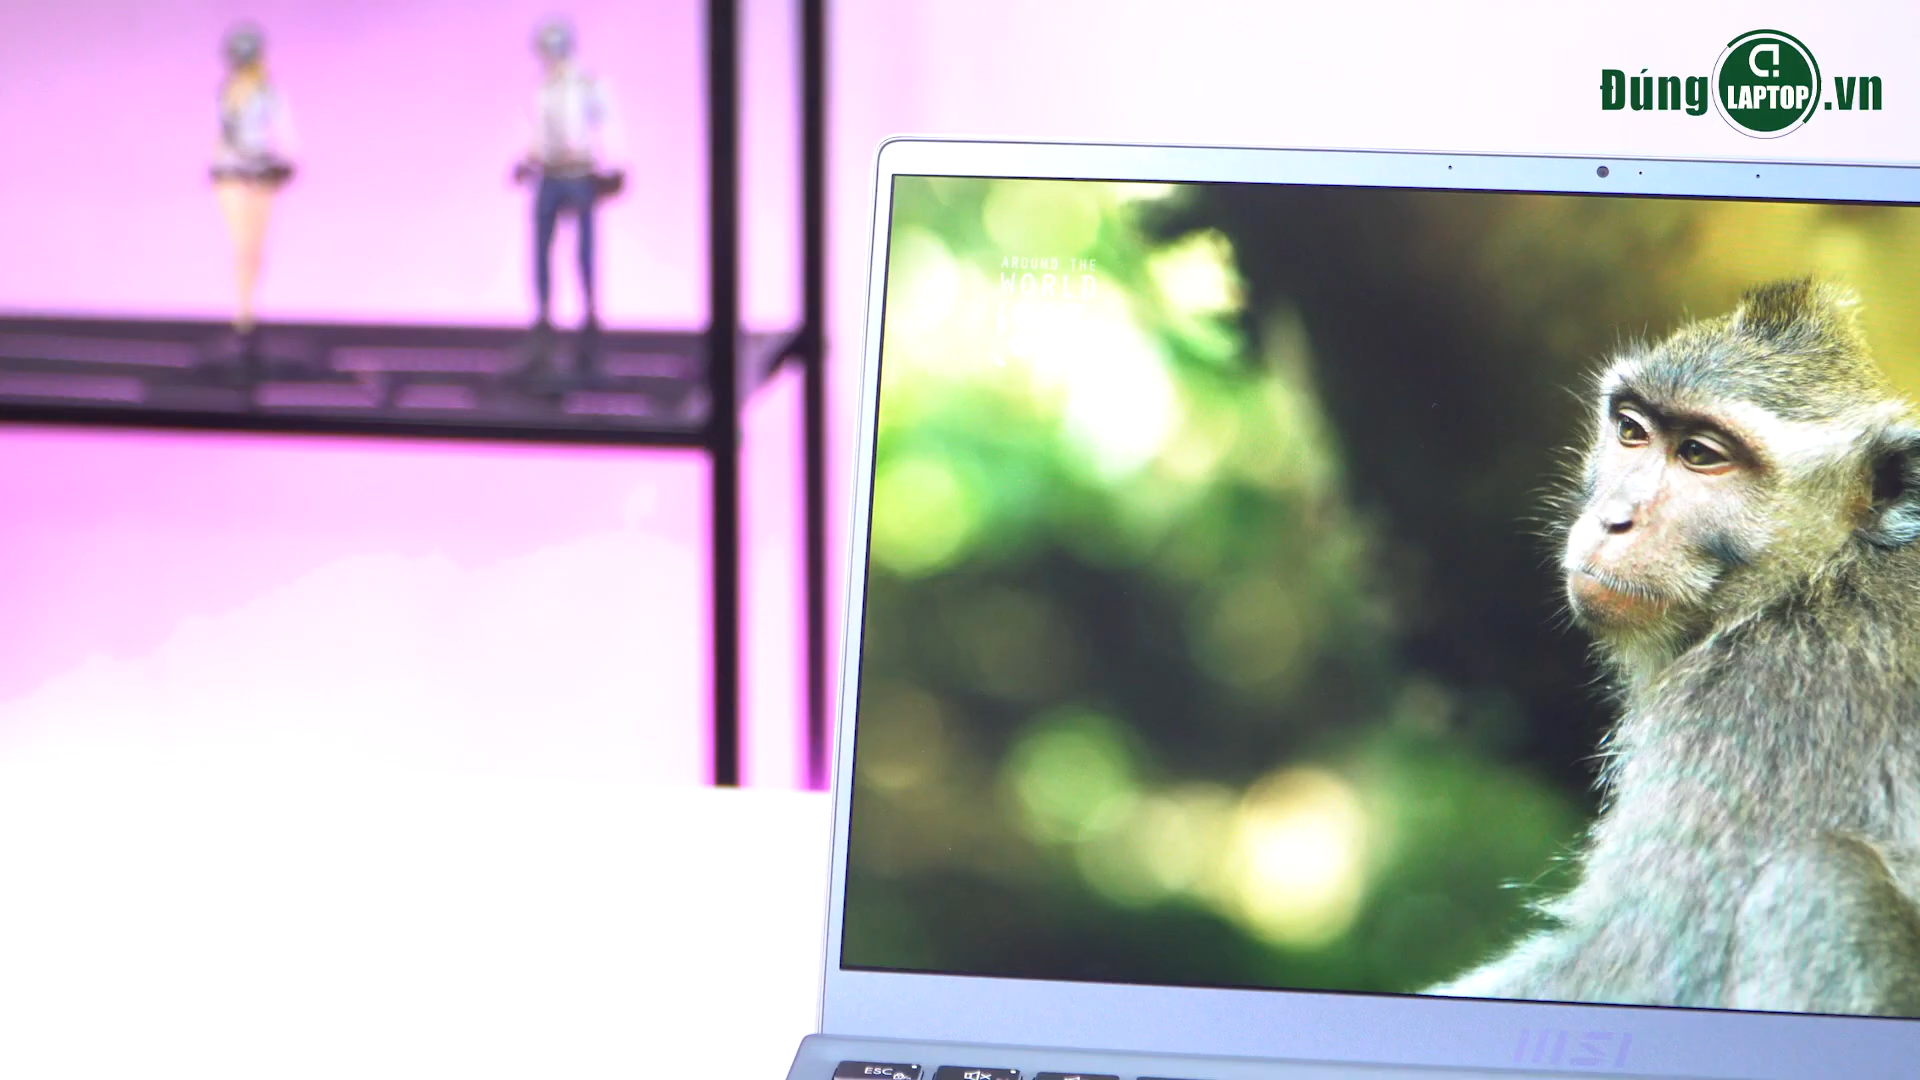 Đúng LAPTOP .vn
AROUND THE
WORLD
msi
ESC